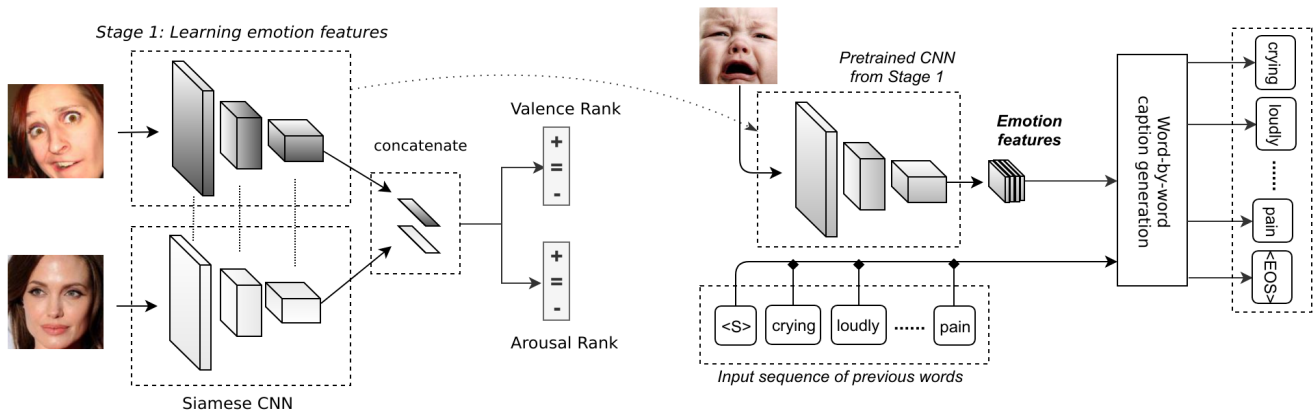 Stage 1: Learning emotion features
concatenate
Valence Rank
+
=
-
+
=
-
Arousal Rank
Siamese CNN
Pretrained CNN
from Stage 1
Emotion
features
Word-by-word
caption generation
crying
loudly
......
pain
<EOS>
<S>
crying
loudly
......
pain
Input sequence of previous words